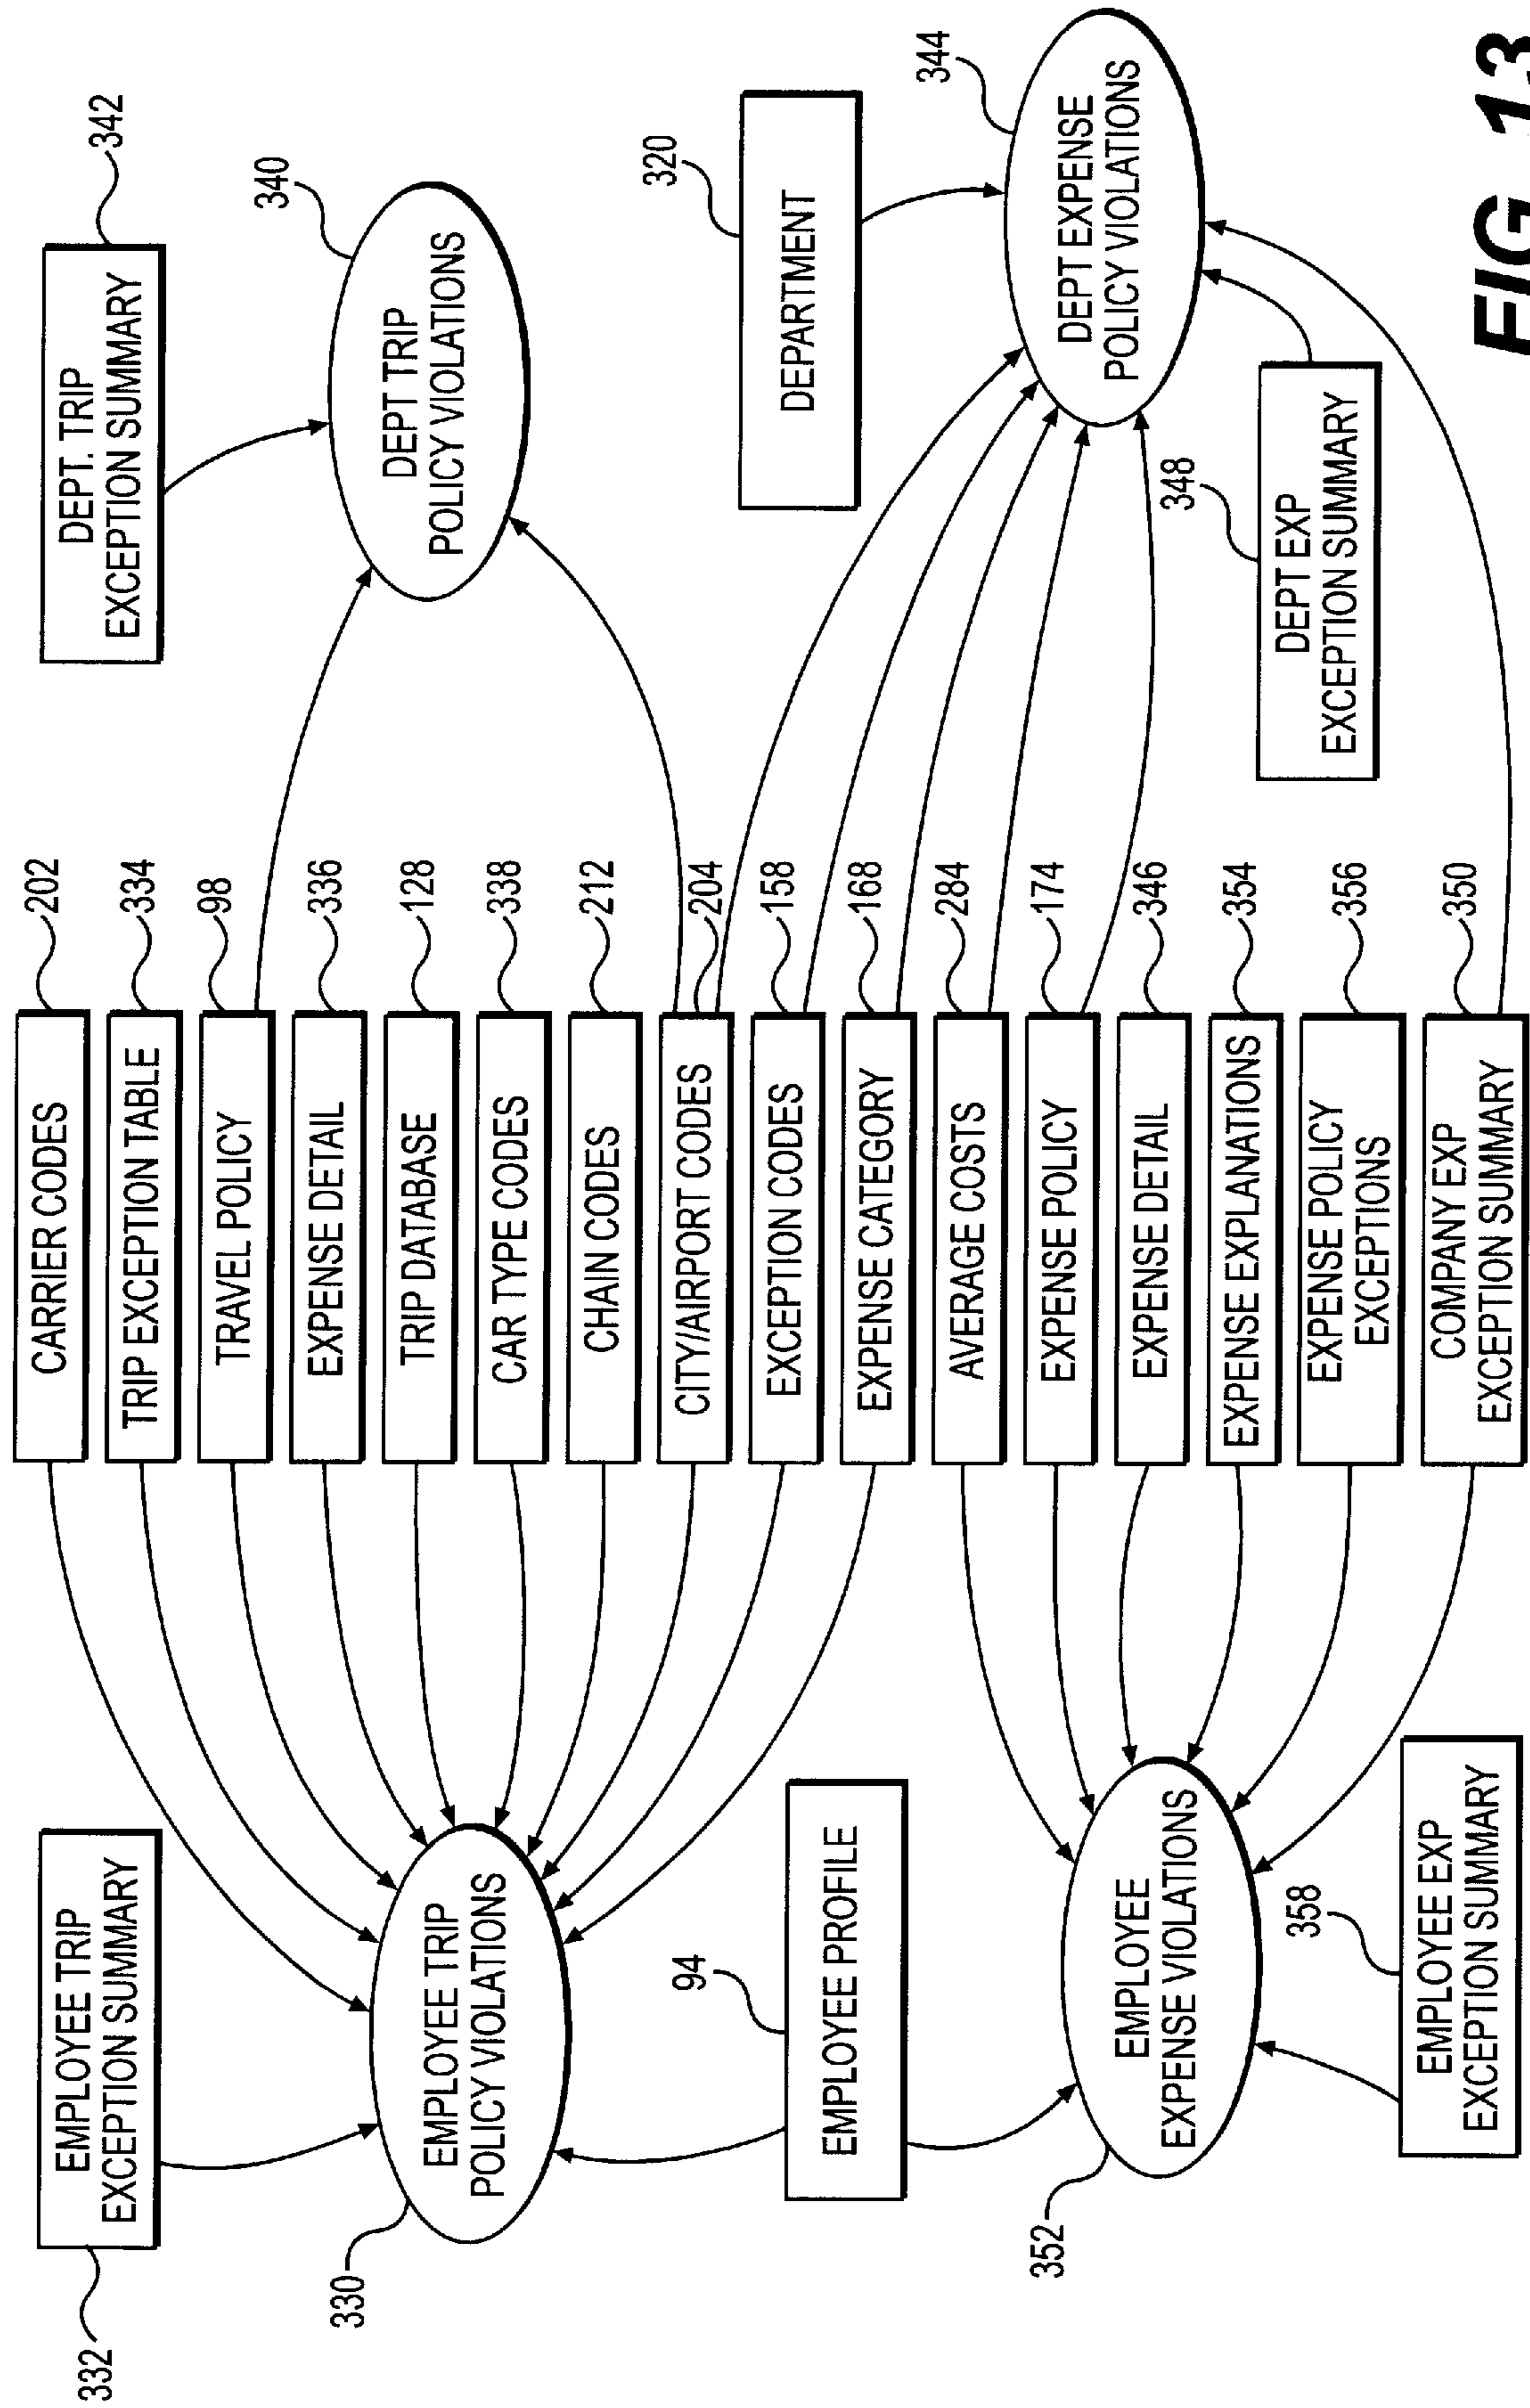 EMPLOYEE TRIP
EXCEPTION SUMMARY
332
EMPLOYEE TRIP
POLICY VIOLATIONS
330
EMPLOYEE PROFILE
94
EMPLOYEE
EXPENSE VIOLATIONS
352
EMPLOYEE EXP
EXCEPTION SUMMARY
358
CARRIER CODES
202
TRIP EXCEPTION TABLE
334
TRAVEL POLICY
98
EXPENSE DETAIL
336
TRIP DATABASE
128
CAR TYPE CODES
338
CHAIN CODES
212
CITY/AIRPORT CODES
204
EXCEPTION CODES
158
EXPENSE CATEGORY
168
AVERAGE COSTS
284
EXPENSE POLICY
174
EXPENSE DETAIL
346
EXPENSE EXPLANATIONS
354
EXPENSE POLICY
EXCEPTIONS
356
COMPANY EXP
EXCEPTION SUMMARY
350
DEPT. TRIP
EXCEPTION SUMMARY
342
DEPT TRIP
POLICY VIOLATIONS
340
DEPARTMENT
320
DEPT EXPENSE
POLICY VIOLATIONS
344
DEPT EXP
EXCEPTION SUMMARY
348
FIG. 13